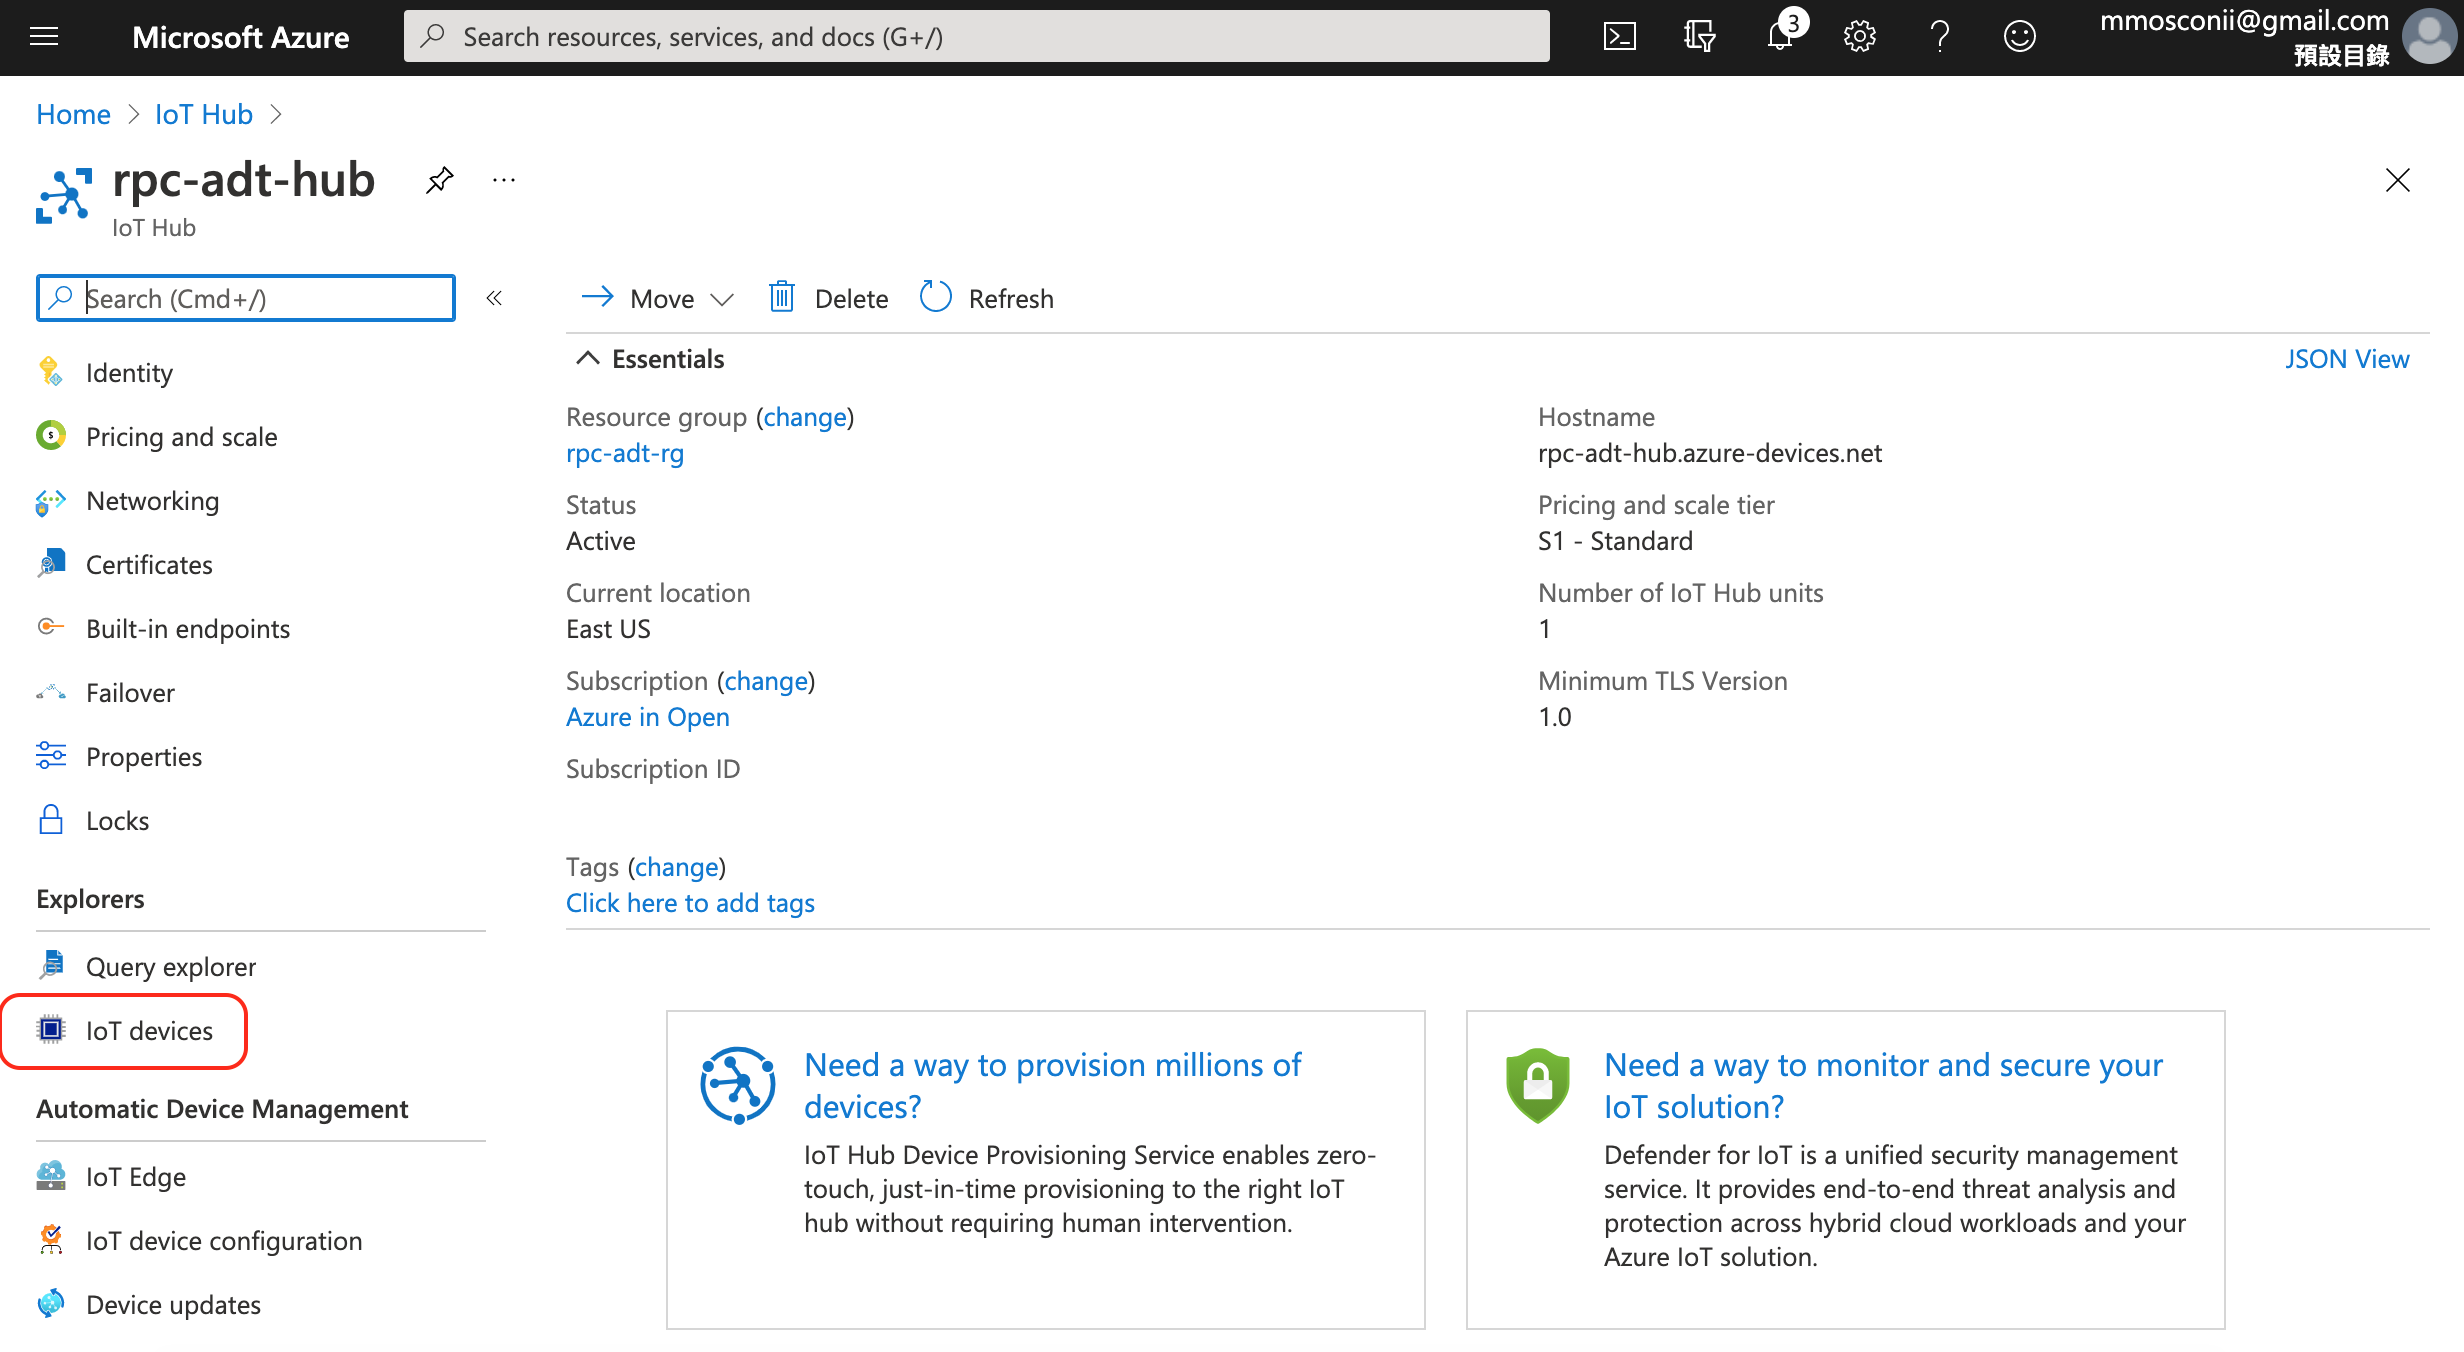 Microsoft Azure
Search resources, services, and docs (G+/)
3
mmosconii@gmail.com
預設目錄
Home > IoT Hub >
rpc-adt-hub
IoT Hub
Search (Cmd+/)
«
Move
Delete
Refresh
Identity
Pricing and scale
Networking
Certificates
Built-in endpoints
Failover
Properties
Locks
Explorers
Query explorer
IoT devices
Automatic Device Management
IoT Edge
IoT device configuration
Device updates
Essentials
JSON View
Resource group (change)
rpc-adt-rg
Status
Active
Current location
East US
Subscription (change)
Azure in Open
Subscription ID
Hostname
rpc-adt-hub.azure-devices.net
Pricing and scale tier
S1 - Standard
Number of IoT Hub units
1
Minimum TLS Version
1.0
Tags (change)
Click here to add tags
Need a way to provision millions of
devices?
IoT Hub Device Provisioning Service enables zero-
touch, just-in-time provisioning to the right IoT
hub without requiring human intervention.
Need a way to monitor and secure your
IoT solution?
Defender for IoT is a unified security management
service. It provides end-to-end threat analysis and
protection across hybrid cloud workloads and your
Azure IoT solution.